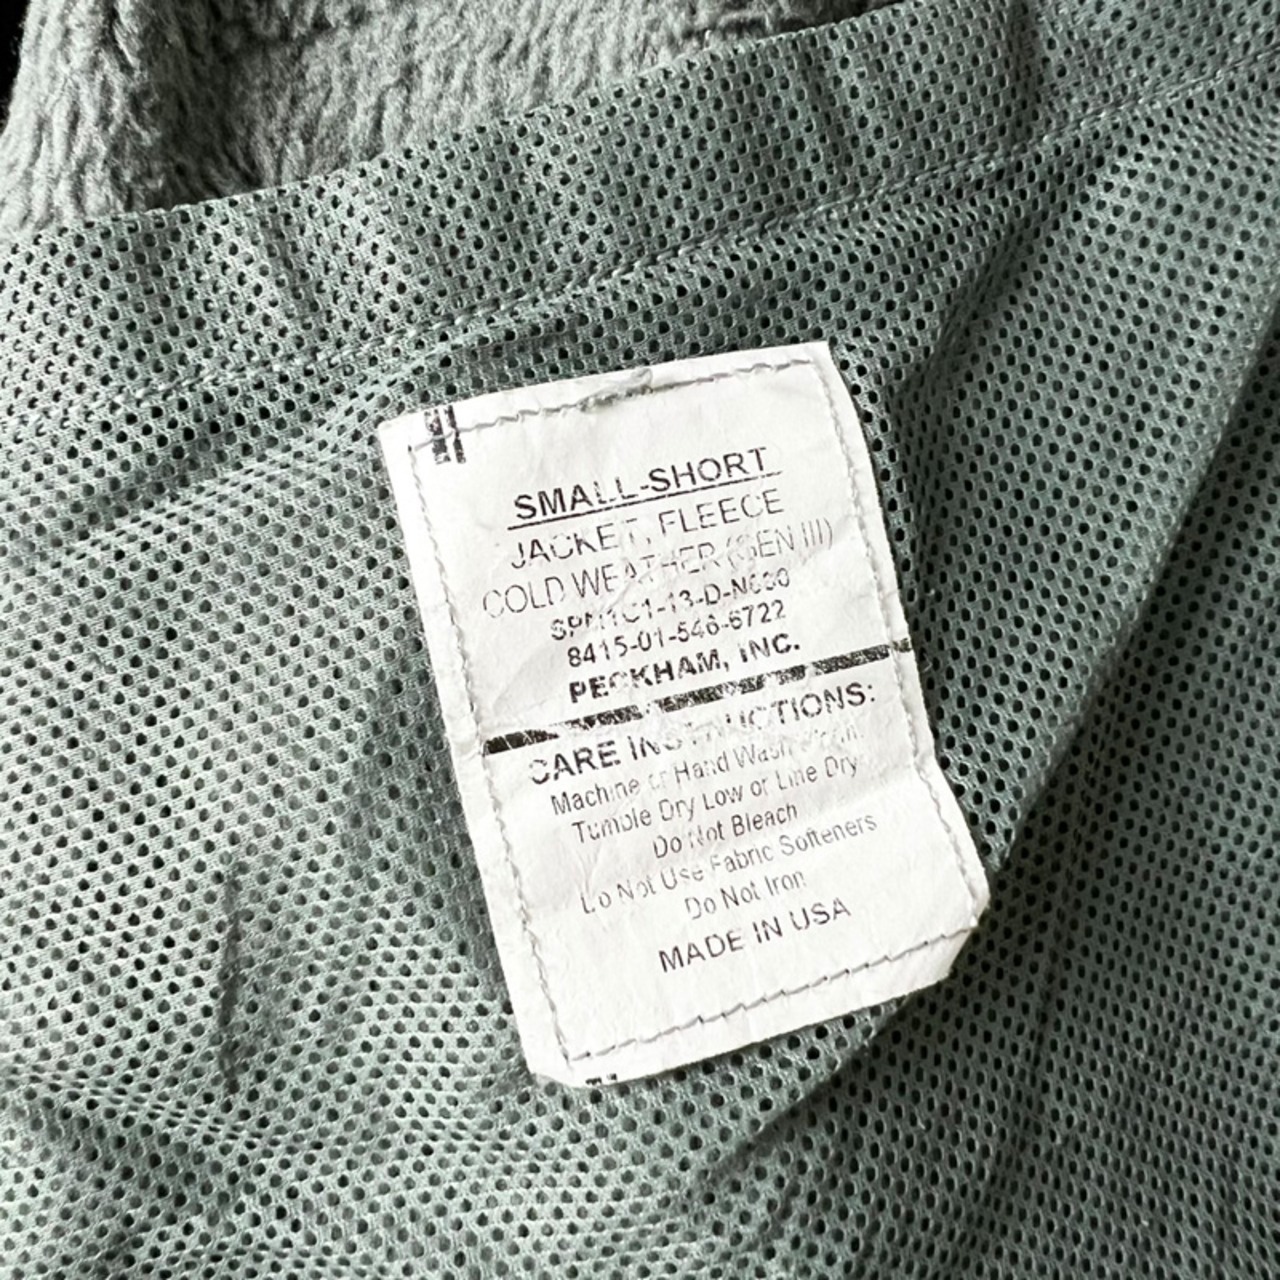 SMALL-SHORT
JACKET, FLEECE
COLD WEATHER (GEN III)
8415-01-546-6722
PECKHAM, INC.
CARE INSTRUCTIONS:
Machine or Hand Wash
Tumble Dry Low or Line Dry
Do Not Bleach
Do Not Use Fabric Softeners
Do Not Iron
MADE IN USA